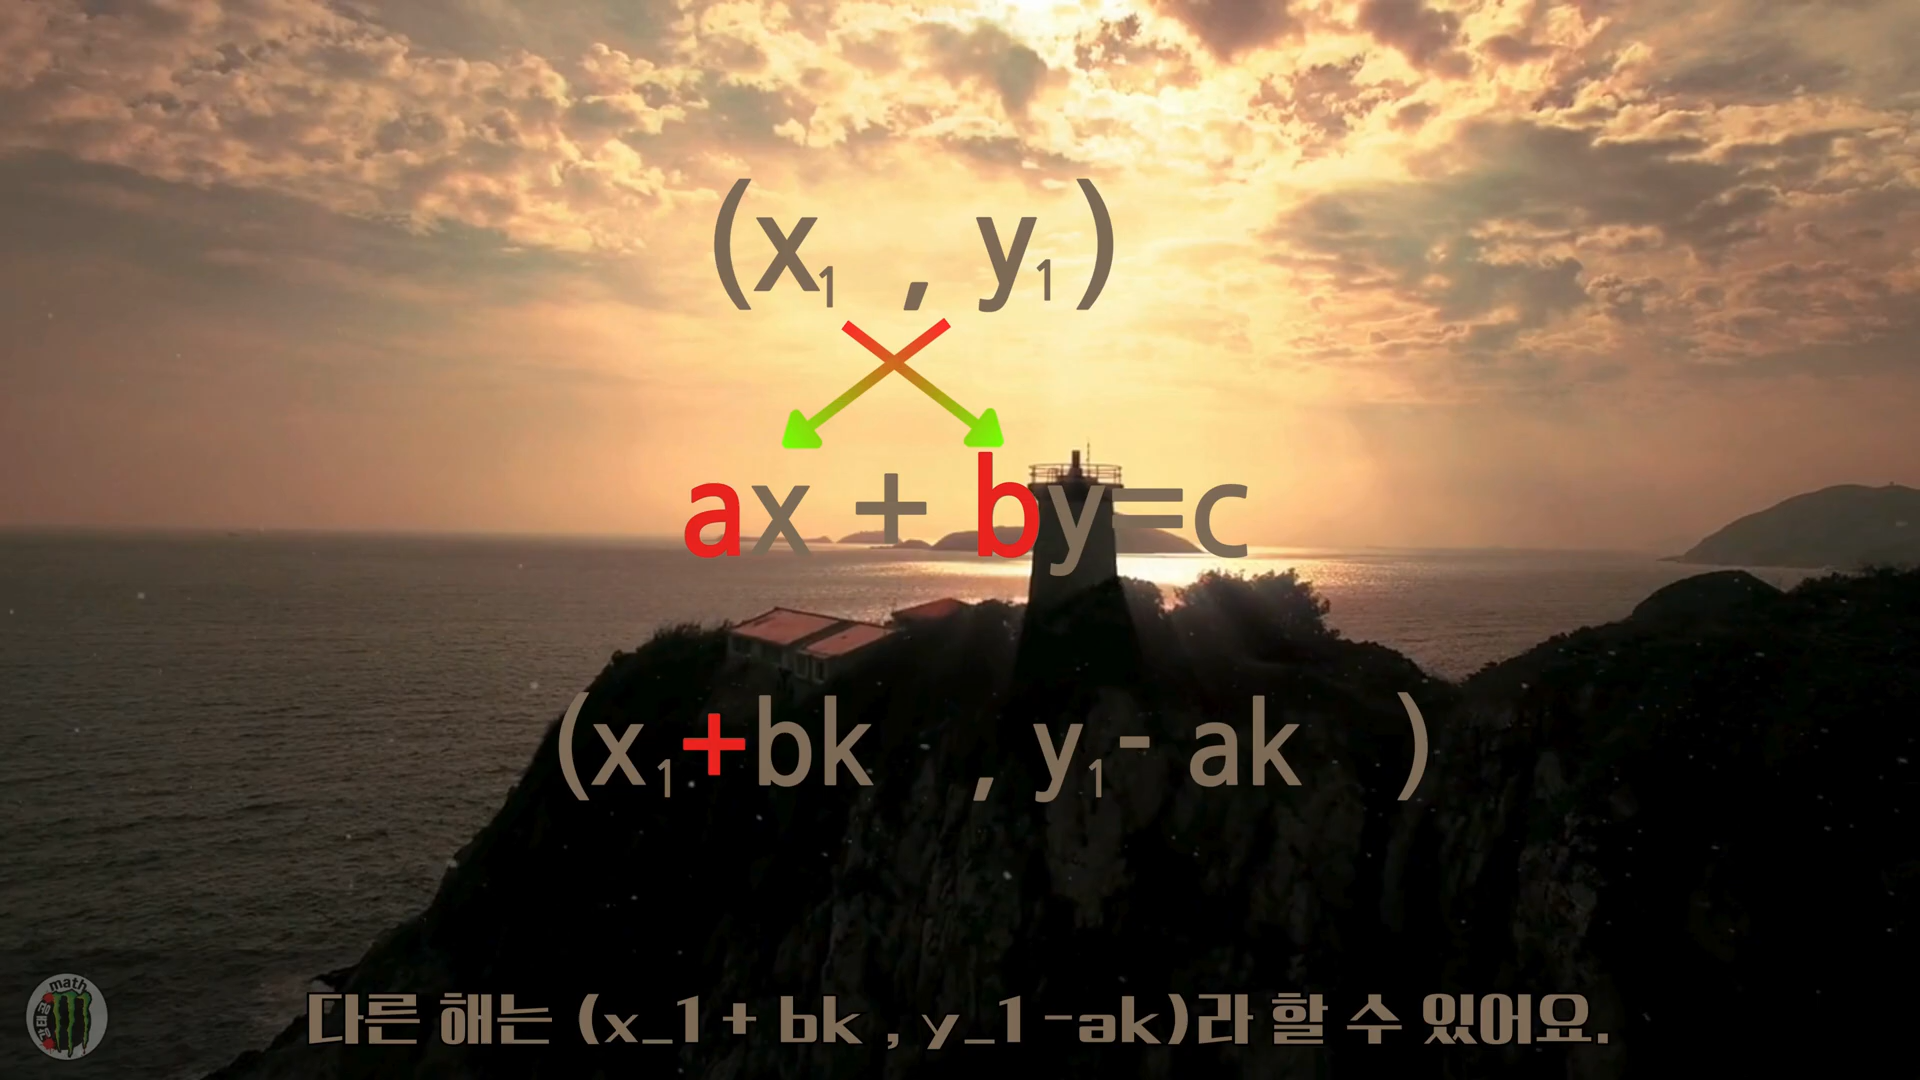 (x₁ , y₁)
ax + by=c
(x₁+bk , y₁- ak )
다른 해는 (x_1 + bk , y_1 -ak)라 할 수 있어요.
math